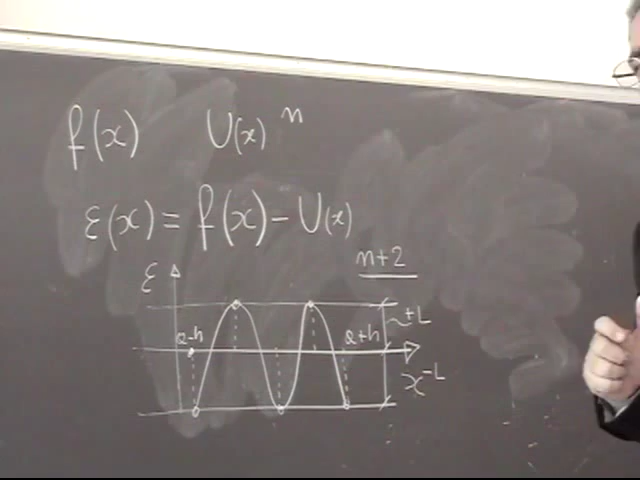 f(x) U(x) n
ε(x) = f(x) - U(x)
n+2
ε
+L
a-h a+h
x -L